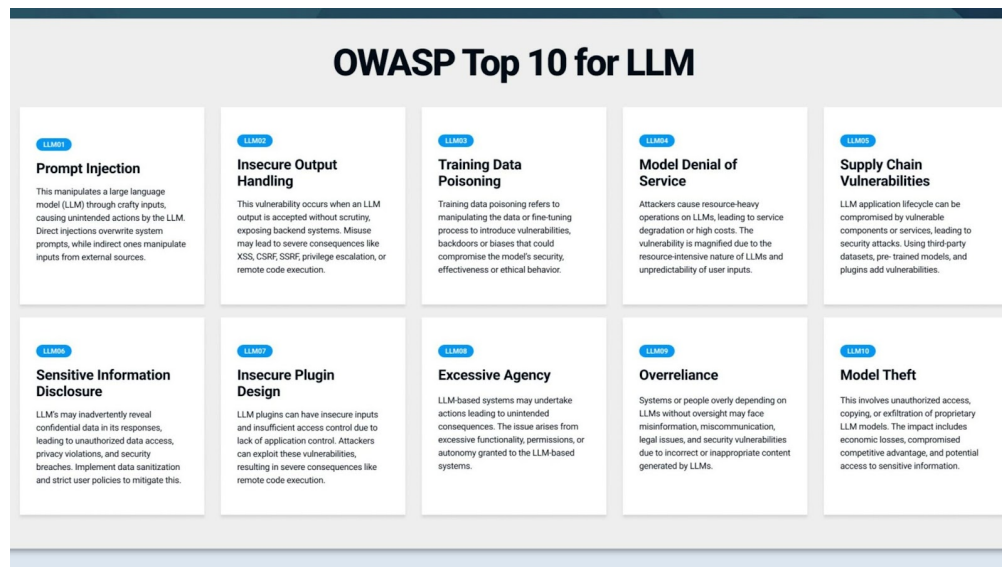 OWASP Top 10 for LLM
LLM01
Prompt Injection
This manipulates a large language
model (LLM) through crafty inputs,
causing unintended actions by the LLM.
Direct injections overwrite system
prompts, while indirect ones manipulate
inputs from external sources.
LLM02
Insecure Output
Handling
This vulnerability occurs when an LLM
output is accepted without scrutiny,
exposing backend systems. Misuse
may lead to severe consequences like
XSS, CSRF, SSRF, privilege escalation, or
remote code execution.
LLM03
Training Data
Poisoning
Training data poisoning refers to
manipulating the data or fine-tuning
process to introduce vulnerabilities,
backdoors or biases that could
compromise the model's security,
effectiveness or ethical behavior.
LLM04
Model Denial of
Service
Attackers cause resource-heavy
operations on LLMs, leading to service
degradation or high costs. The
vulnerability is magnified due to the
resource-intensive nature of LLMs and
unpredictability of user inputs.
LLM05
Supply Chain
Vulnerabilities
LLM application lifecycle can be
compromised by vulnerable
components or services, leading to
security attacks. Using third-party
datasets, pre- trained models, and
plugins add vulnerabilities.
LLM06
Sensitive Information
Disclosure
LLM's may inadvertently reveal
confidential data in its responses,
leading to unauthorized data access,
privacy violations, and security
breaches. Implement data sanitization
and strict user policies to mitigate this.
LLM07
Insecure Plugin
Design
LLM plugins can have insecure inputs
and insufficient access control due to
lack of application control. Attackers
can exploit these vulnerabilities,
resulting in severe consequences like
remote code execution.
LLM08
Excessive Agency
LLM-based systems may undertake
actions leading to unintended
consequences. The issue arises from
excessive functionality, permissions, or
autonomy granted to the LLM-based
systems.
LLM09
Overreliance
Systems or people overly depending on
LLMs without oversight may face
misinformation, miscommunication,
legal issues, and security vulnerabilities
due to incorrect or inappropriate content
generated by LLMs.
LLM10
Model Theft
This involves unauthorized access,
copying, or exfiltration of proprietary
LLM models. The impact includes
economic losses, compromised
competitive advantage, and potential
access to sensitive information.